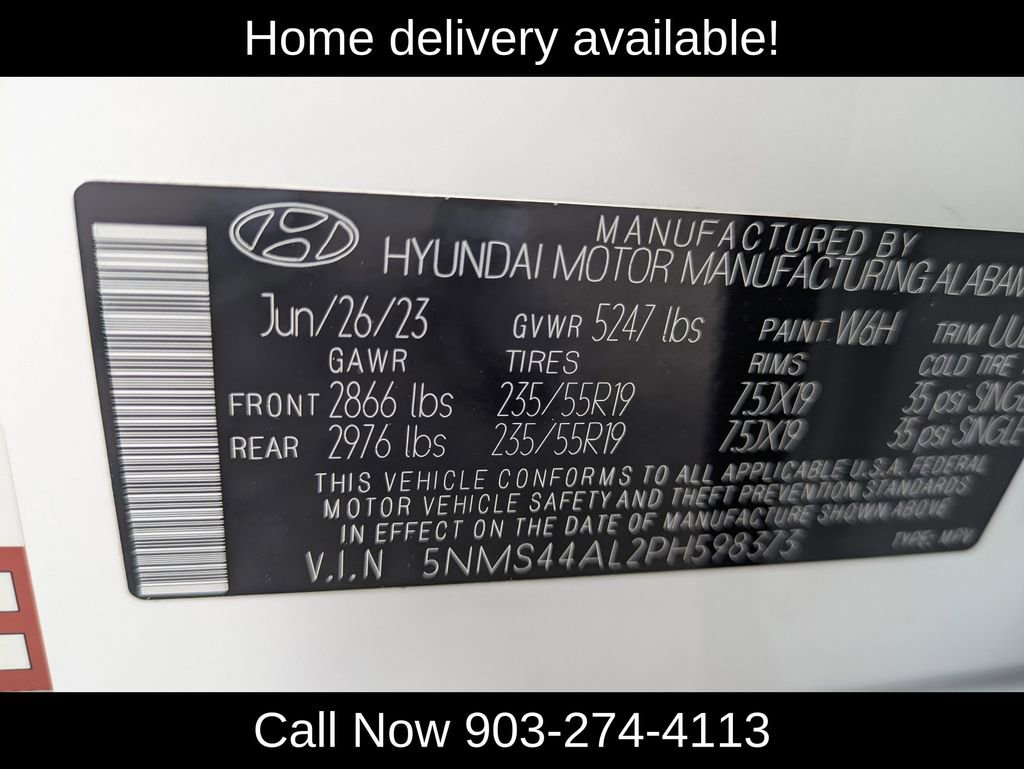 Home delivery available!
MANUFACTURED BY
HYUNDAI MOTOR MANUFACTURING ALABAM
Jun/26/23 GVWR 5247 lbs PAINT W6H TRIM
GAWR TIRES RIMS COLD TIRE
FRONT 2866 lbs 235/55R19 7.5JX19 35 psi SINGLE
REAR 2976 lbs 235/55R19 7.5JX19 35 psi SINGLE
THIS VEHICLE CONFORMS TO ALL APPLICABLE U.S.A. FEDERAL
MOTOR VEHICLE SAFETY AND THEFT PREVENTION STANDARDS
IN EFFECT ON THE DATE OF MANUFACTURE SHOWN ABOVE
V.I.N 5NMS44AL2PH598373 TYPE: MPV
Call Now 903-274-4113